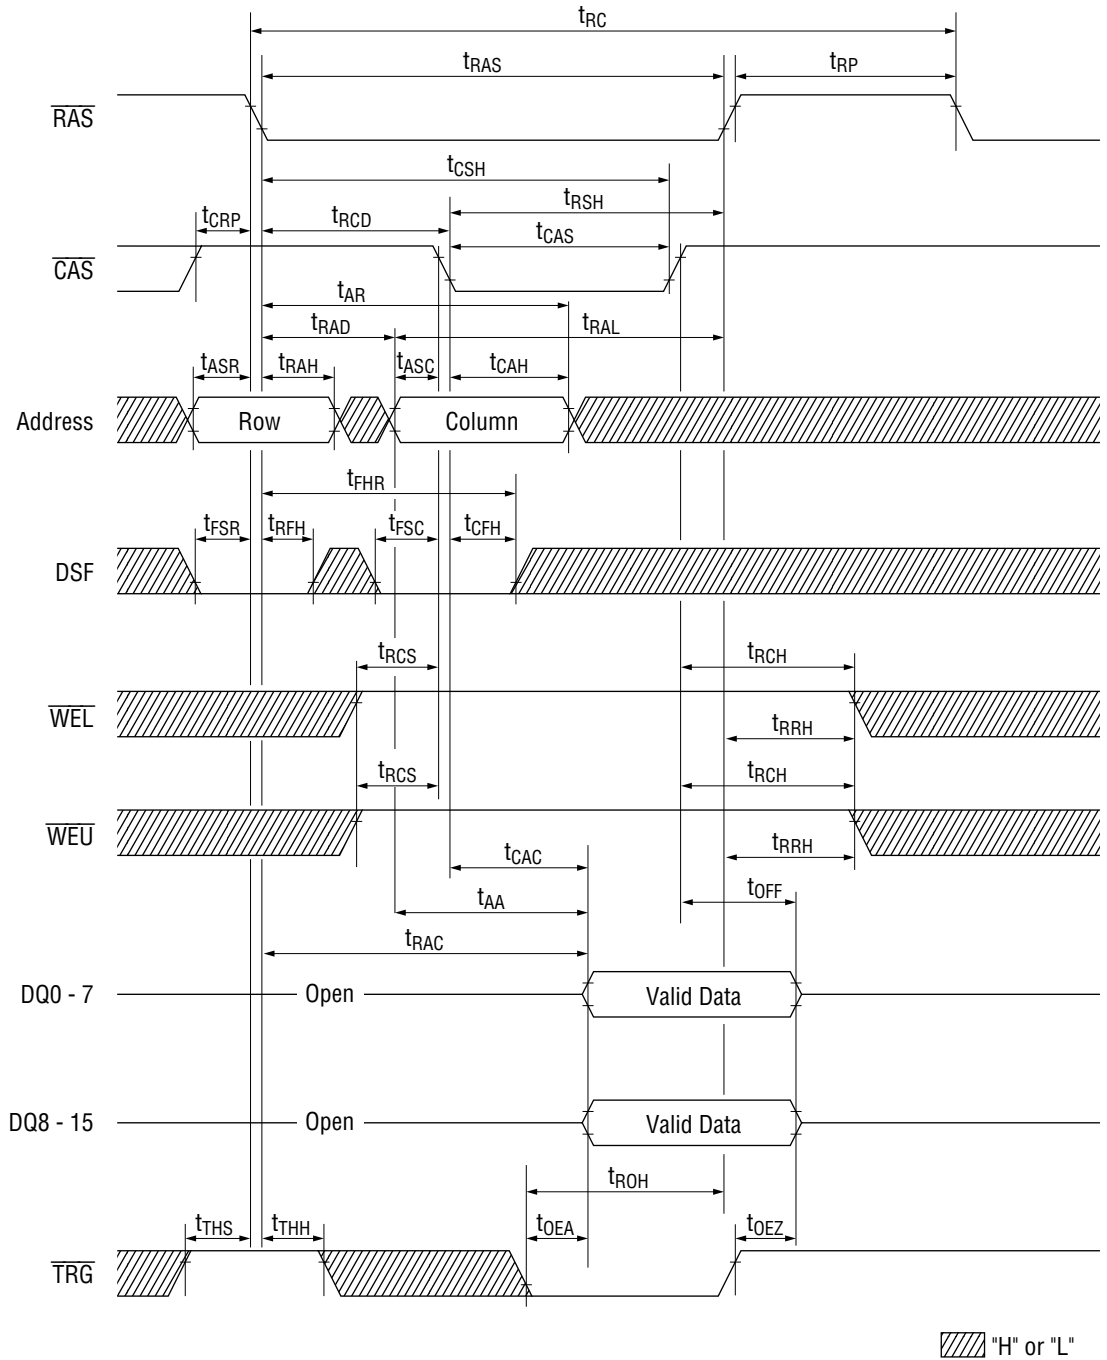 tRC
tRAS
tRP
RAS
tCSH
tRSH
tCRP
tRCD
tCAS
CAS
tAR
tRAD
tRAL
tASR
tRAH
tASC
tCAH
Address
Row
Column
tFHR
tFSR
tRFH
tFSC
tCFH
DSF
tRCS
tRCH
WEL
tRRH
tRCS
tRCH
WEU
tRRH
tCAC
tOFF
tAA
tRAC
DQ0 - 7
Open
Valid Data
DQ8 - 15
Open
Valid Data
tROH
tTHS
tTHH
tOEA
tOEZ
TRG
"H" or "L"